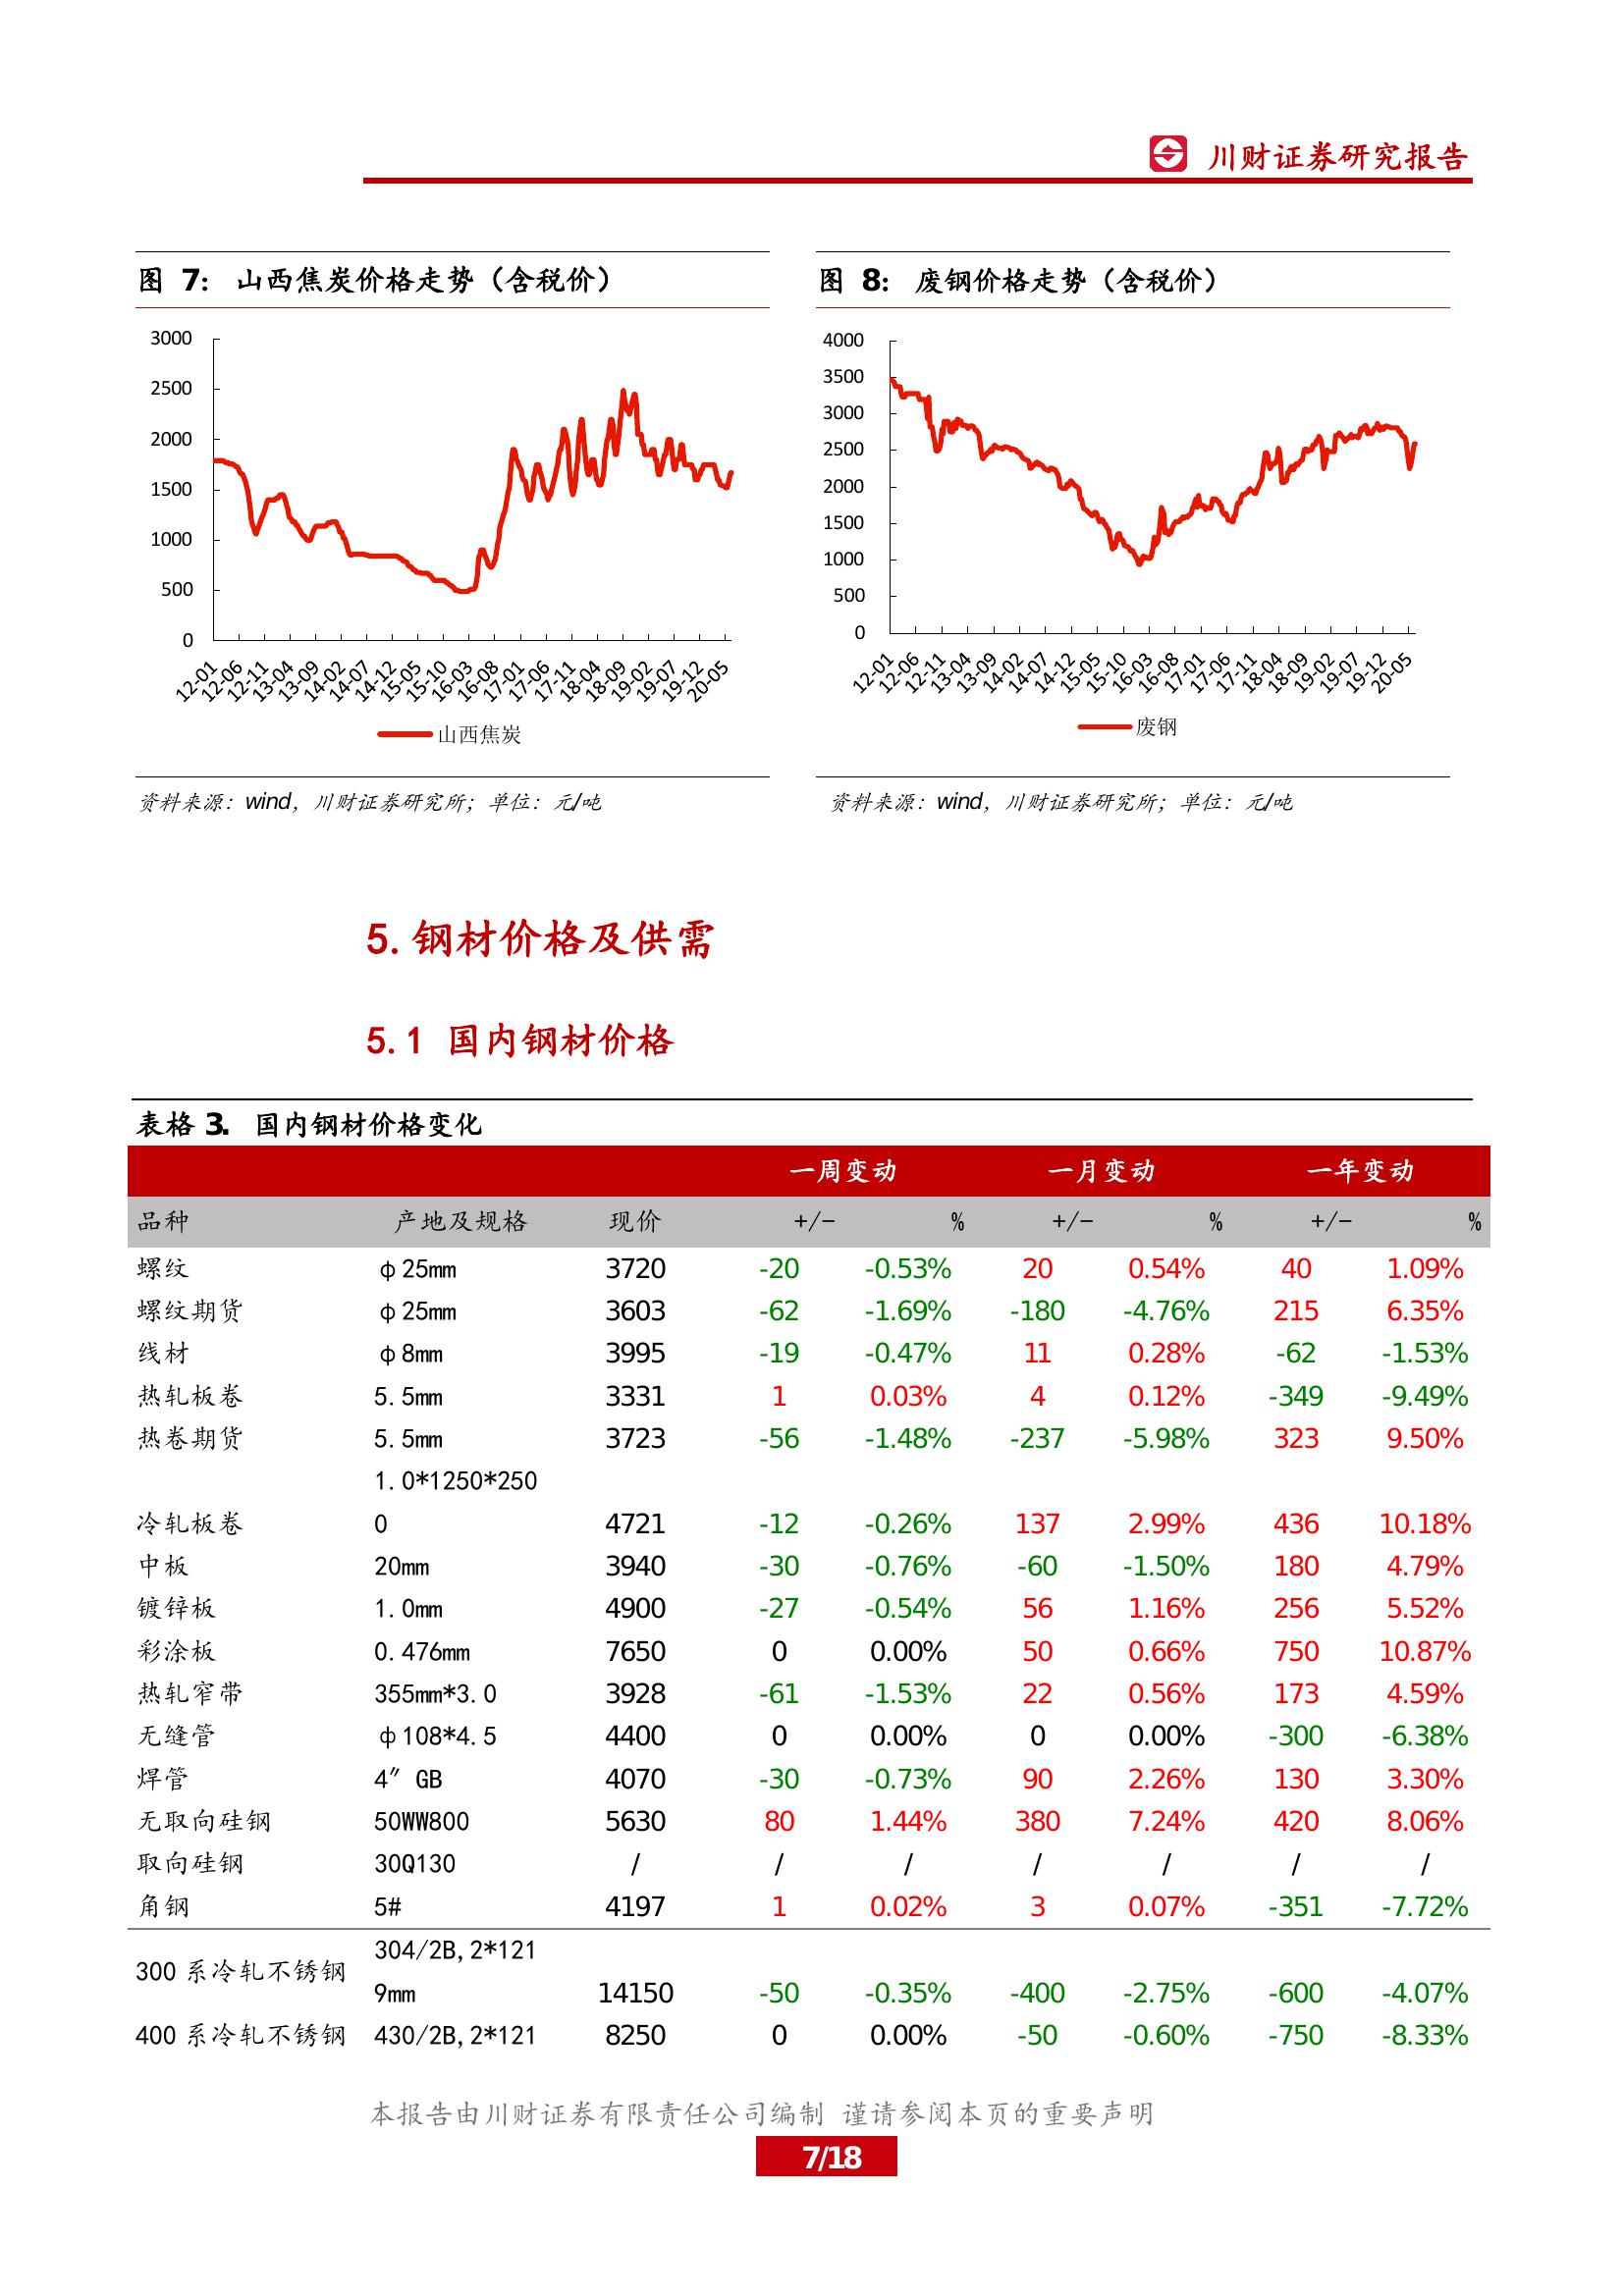 川财证券研究报告
图 7: 山西焦炭价格走势（含税价）
3000
2500
2000
1500
1000
500
0
12-01 12-06 12-11 13-04 13-09 14-02 14-07 14-12 15-05 15-10 16-03 16-08 17-01 17-06 17-11 18-04 18-09 19-02 19-07 19-12 20-05
山西焦炭
资料来源：wind，川财证券研究所；单位：元/吨
图 8: 废钢价格走势（含税价）
4000
3500
3000
2500
2000
1500
1000
500
0
12-01 12-06 12-11 13-04 13-09 14-02 14-07 14-12 15-05 15-10 16-03 16-08 17-01 17-06 17-11 18-04 18-09 19-02 19-07 19-12 20-05
废钢
资料来源：wind，川财证券研究所；单位：元/吨
5.钢材价格及供需
5.1 国内钢材价格
表格 3. 国内钢材价格变化
一周变动 一月变动 一年变动
品种 产地及规格 现价 +/- % +/- % +/- %
螺纹 φ25mm 3720 -20 -0.53% 20 0.54% 40 1.09%
螺纹期货 φ25mm 3603 -62 -1.69% -180 -4.76% 215 6.35%
线材 φ8mm 3995 -19 -0.47% 11 0.28% -62 -1.53%
热轧板卷 5.5mm 3331 1 0.03% 4 0.12% -349 -9.49%
热卷期货 5.5mm 3723 -56 -1.48% -237 -5.98% 323 9.50%
1.0*1250*250
冷轧板卷 0 4721 -12 -0.26% 137 2.99% 436 10.18%
中板 20mm 3940 -30 -0.76% -60 -1.50% 180 4.79%
镀锌板 1.0mm 4900 -27 -0.54% 56 1.16% 256 5.52%
彩涂板 0.476mm 7650 0 0.00% 50 0.66% 750 10.87%
热轧窄带 355mm*3.0 3928 -61 -1.53% 22 0.56% 173 4.59%
无缝管 φ108*4.5 4400 0 0.00% 0 0.00% -300 -6.38%
焊管 4″ GB 4070 -30 -0.73% 90 2.26% 130 3.30%
无取向硅钢 50WW800 5630 80 1.44% 380 7.24% 420 8.06%
取向硅钢 30Q130 / / / / / / /
角钢 5# 4197 1 0.02% 3 0.07% -351 -7.72%
304/2B,2*121
300 系冷轧不锈钢
9mm 14150 -50 -0.35% -400 -2.75% -600 -4.07%
400 系冷轧不锈钢 430/2B,2*121 8250 0 0.00% -50 -0.60% -750 -8.33%
本报告由川财证券有限责任公司编制 谨请参阅本页的重要声明
7/18